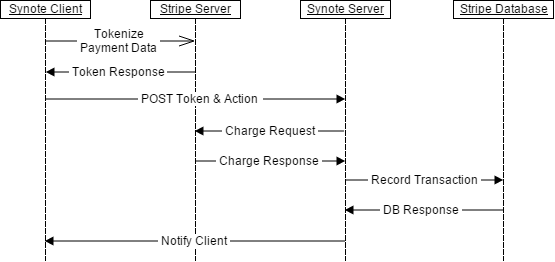 Synote Client
Stripe Server
Synote Server
Stripe Database
Tokenize
Payment Data
Token Response
POST Token & Action
Charge Request
Charge Response
Record Transaction
DB Response
Notify Client